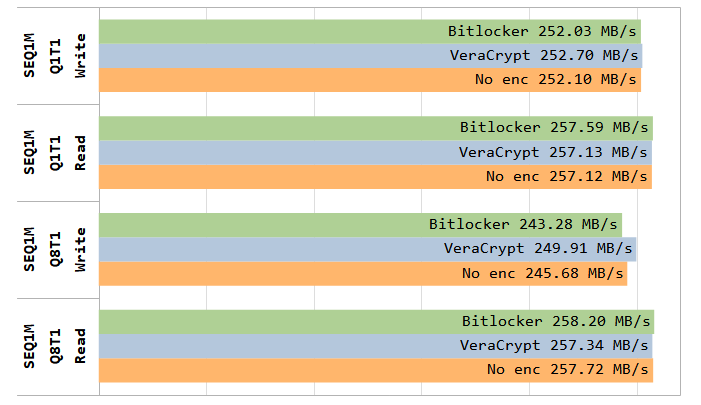 SEQ1M
Q1T1
Write
Bitlocker 252.03 MB/s
VeraCrypt 252.70 MB/s
No enc 252.10 MB/s
SEQ1M
Q1T1
Read
Bitlocker 257.59 MB/s
VeraCrypt 257.13 MB/s
No enc 257.12 MB/s
SEQ1M
Q8T1
Write
Bitlocker 243.28 MB/s
VeraCrypt 249.91 MB/s
No enc 245.68 MB/s
SEQ1M
Q8T1
Read
Bitlocker 258.20 MB/s
VeraCrypt 257.34 MB/s
No enc 257.72 MB/s